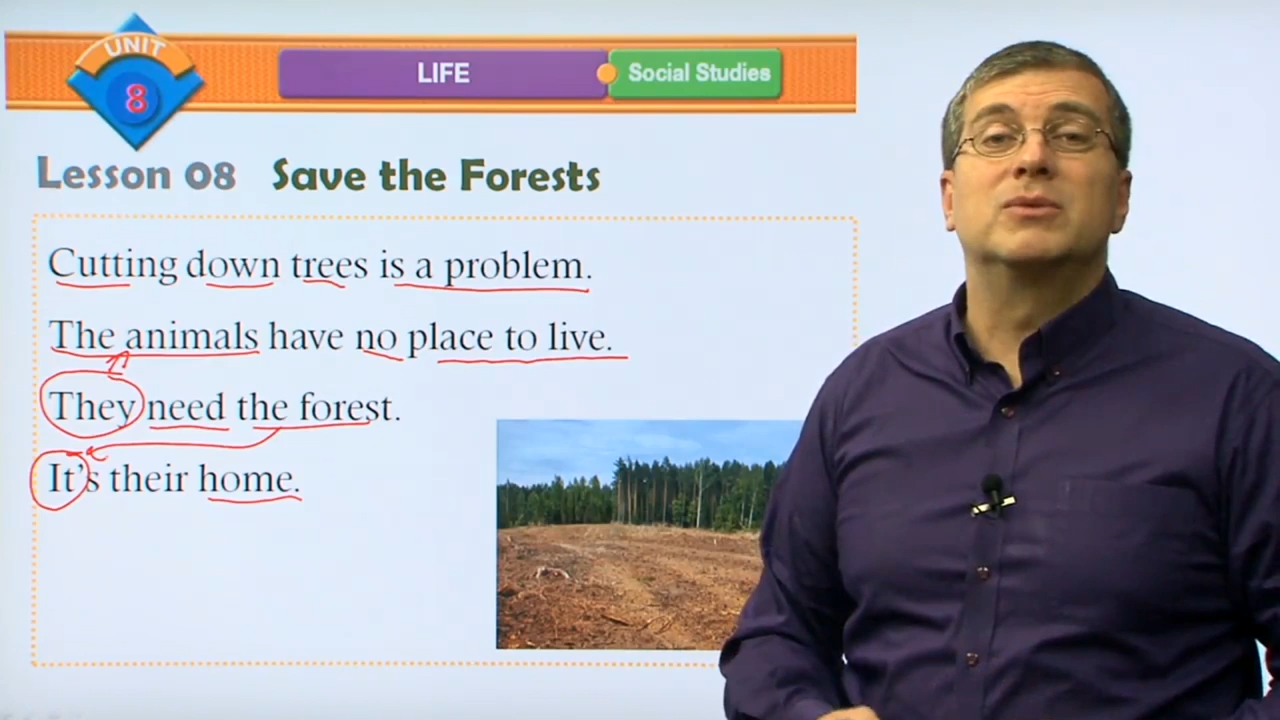 UNIT
8
LIFE
Social Studies
Lesson 08 Save the Forests
Cutting down trees is a problem.
The animals have no place to live.
They need the forest.
It's their home.